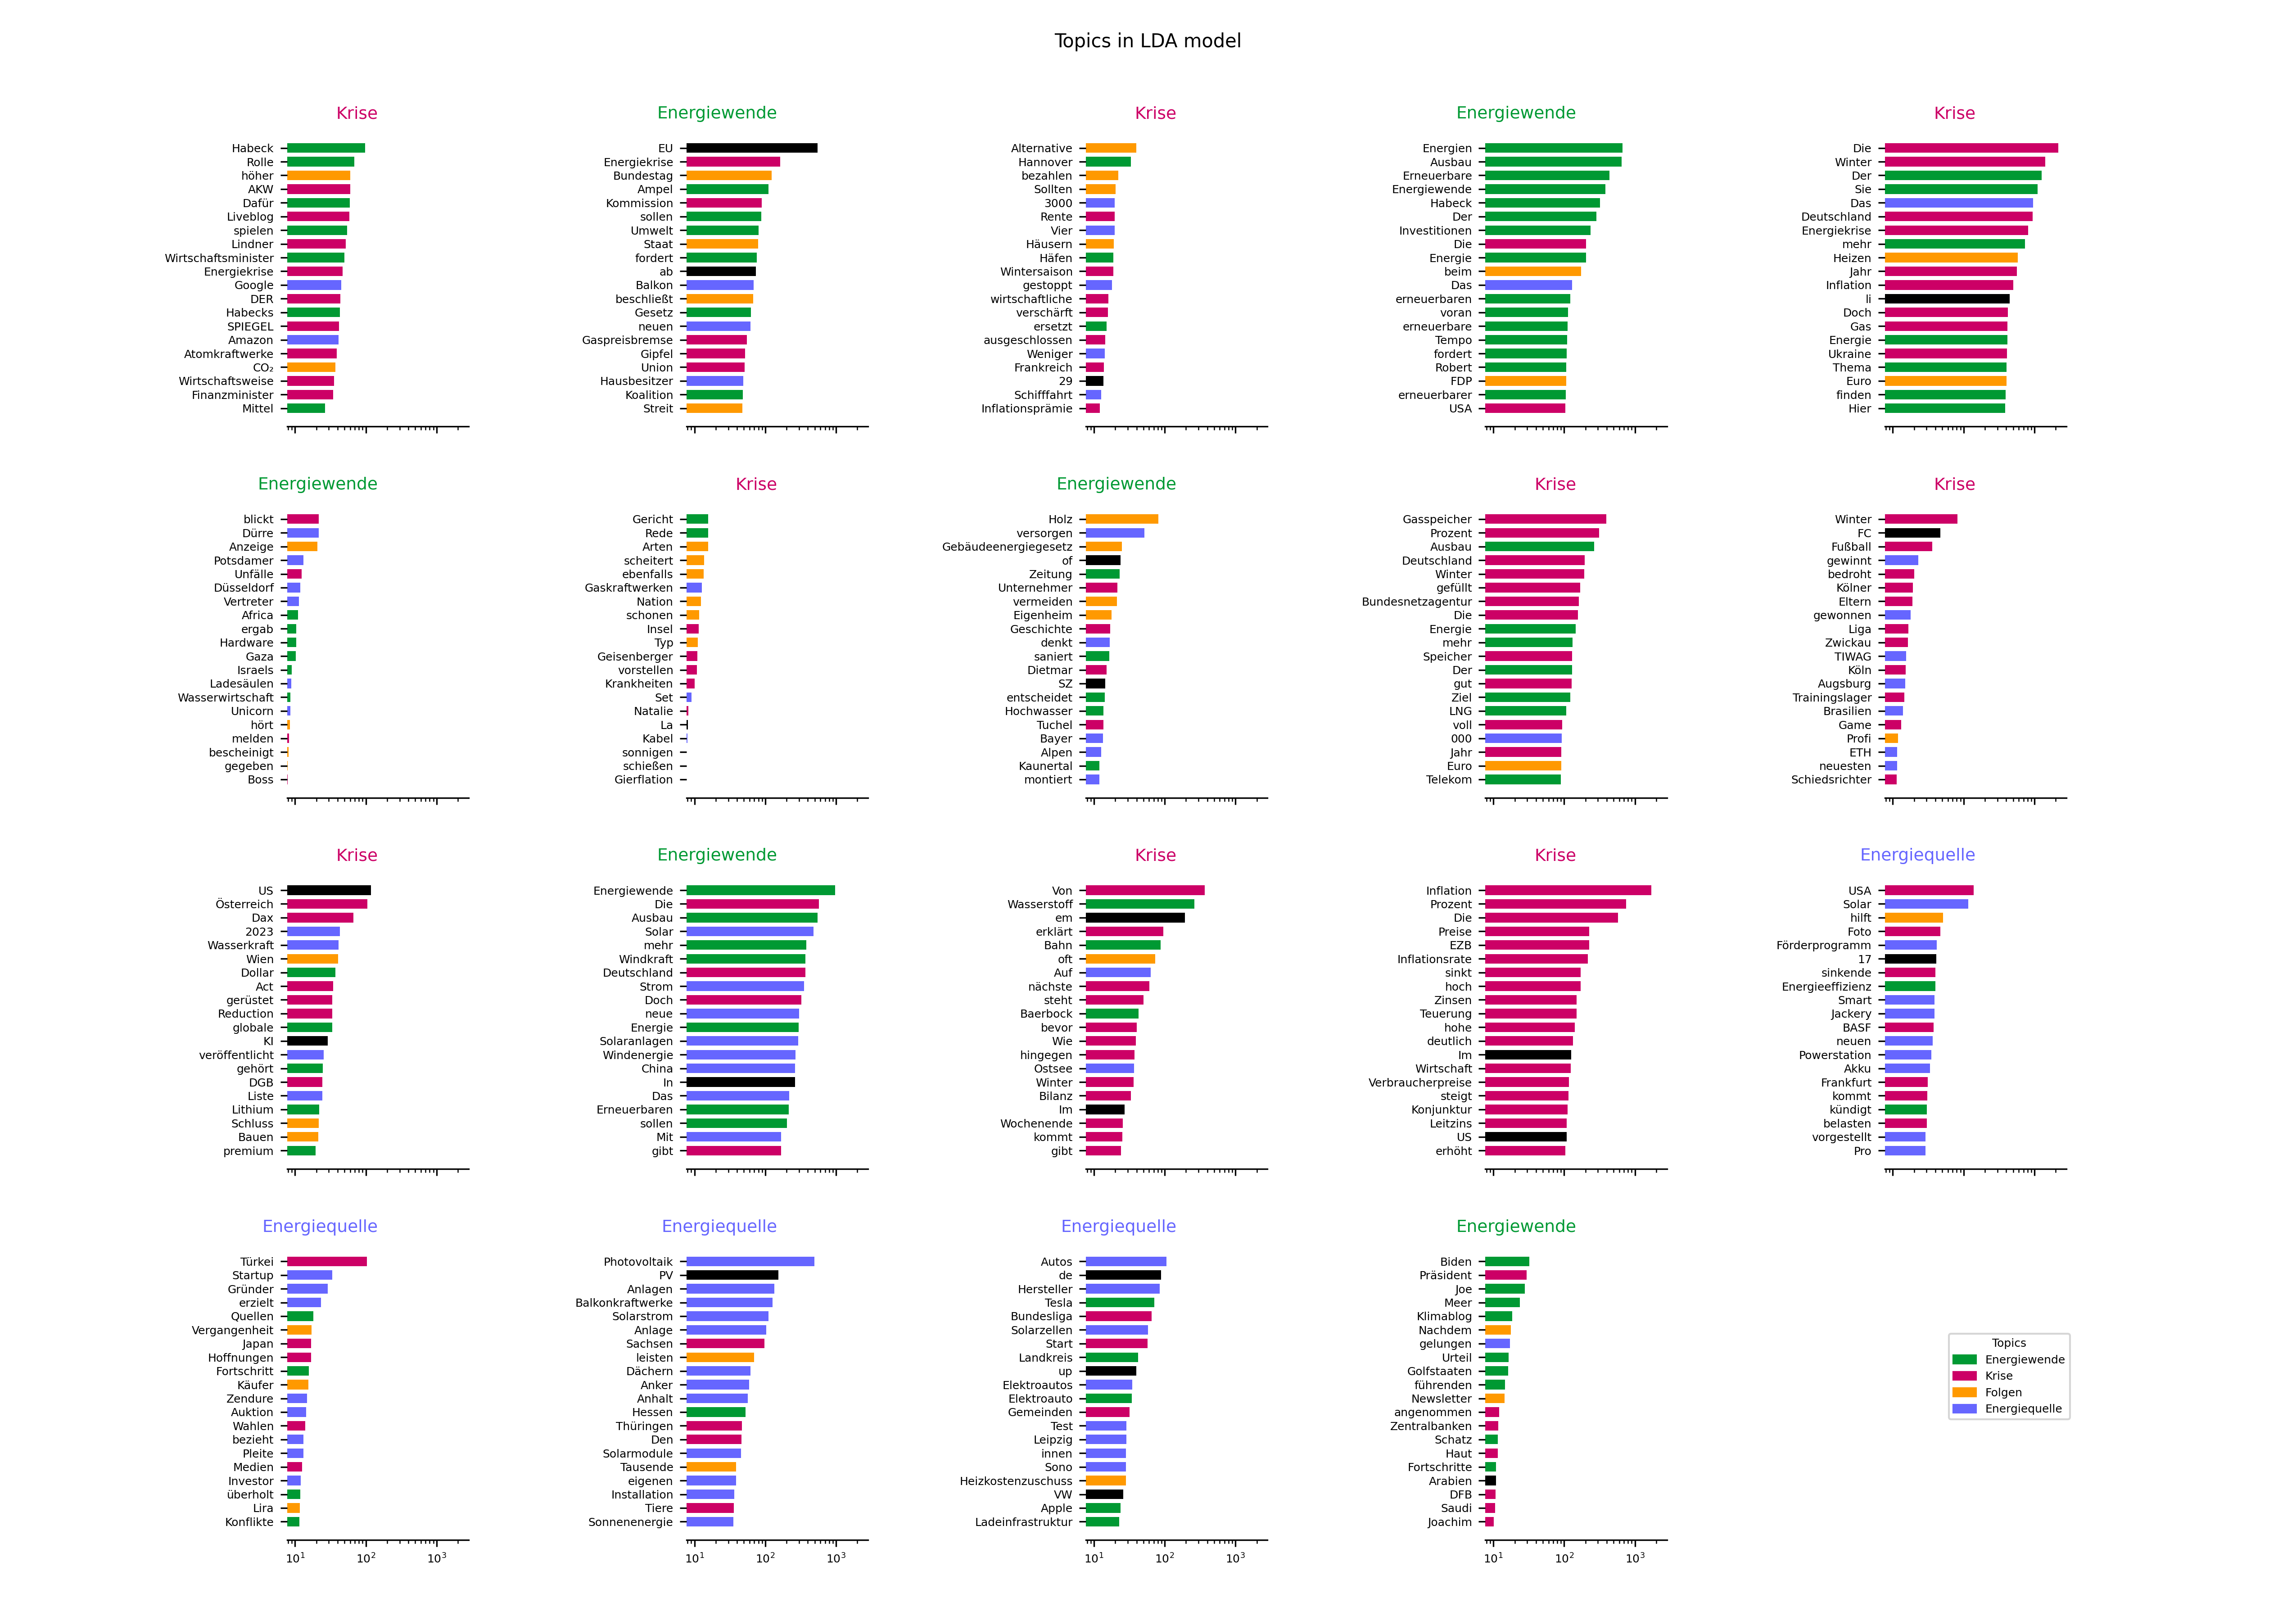 Topics in LDA model
Krise
Habeck
Rolle
höher
AKW
Dafür
Liveblog
spielen
Lindner
Wirtschaftsminister
Energiekrise
Google
DER
Habecks
SPIEGEL
Amazon
Atomkraftwerke
CO₂
Wirtschaftsweise
Finanzminister
Mittel
Energiewende
EU
Energiekrise
Bundestag
Ampel
Kommission
sollen
Umwelt
Staat
fordert
ab
Balkon
beschließt
Gesetz
neuen
Gaspreisbremse
Gipfel
Union
Hausbesitzer
Koalition
Streit
Krise
Alternative
Hannover
bezahlen
Sollten
3000
Rente
Vier
Häusern
Häfen
Wintersaison
gestoppt
wirtschaftliche
verschärft
ersetzt
ausgeschlossen
Weniger
Frankreich
29
Schifffahrt
Inflationsprämie
Energiewende
Energien
Ausbau
Erneuerbare
Energiewende
Habeck
Der
Investitionen
Die
Energie
beim
Das
erneuerbaren
voran
erneuerbare
Tempo
fordert
Robert
FDP
erneuerbarer
USA
Krise
Die
Winter
Der
Sie
Das
Deutschland
Energiekrise
mehr
Heizen
Jahr
Inflation
li
Doch
Gas
Energie
Ukraine
Thema
Euro
finden
Hier
Energiewende
blickt
Dürre
Anzeige
Potsdamer
Unfälle
Düsseldorf
Vertreter
Africa
ergab
Hardware
Gaza
Israels
Ladesäulen
Wasserwirtschaft
Unicorn
hört
melden
bescheinigt
gegeben
Boss
Krise
Gericht
Rede
Arten
scheitert
ebenfalls
Gaskraftwerken
Nation
schonen
Insel
Typ
Geisenberger
vorstellen
Krankheiten
Set
Natalie
La
Kabel
sonnigen
schießen
Gierflation
Energiewende
Holz
versorgen
Gebäudeenergiegesetz
of
Zeitung
Unternehmer
vermeiden
Eigenheim
Geschichte
denkt
saniert
Dietmar
SZ
entscheidet
Hochwasser
Tuchel
Bayer
Alpen
Kaunertal
montiert
Krise
Gasspeicher
Prozent
Ausbau
Deutschland
Winter
gefüllt
Bundesnetzagentur
Die
Energie
mehr
Speicher
Der
gut
Ziel
LNG
voll
000
Jahr
Euro
Telekom
Krise
Winter
FC
Fußball
gewinnt
bedroht
Kölner
Eltern
gewonnen
Liga
Zwickau
TIWAG
Köln
Augsburg
Trainingslager
Brasilien
Game
Profi
ETH
neuesten
Schiedsrichter
Krise
US
Österreich
Dax
2023
Wasserkraft
Wien
Dollar
Act
gerüstet
Reduction
globale
KI
veröffentlicht
gehört
DGB
Liste
Lithium
Schluss
Bauen
premium
Energiewende
Energiewende
Die
Ausbau
Solar
mehr
Windkraft
Deutschland
Strom
Doch
neue
Energie
Solaranlagen
Windenergie
China
In
Das
Erneuerbaren
sollen
Mit
gibt
Krise
Von
Wasserstoff
em
erklärt
Bahn
oft
Auf
nächste
steht
Baerbock
bevor
Wie
hingegen
Ostsee
Winter
Bilanz
Im
Wochenende
kommt
gibt
Krise
Inflation
Prozent
Die
Preise
EZB
Inflationsrate
sinkt
hoch
Zinsen
Teuerung
hohe
deutlich
Im
Wirtschaft
Verbraucherpreise
steigt
Konjunktur
Leitzins
US
erhöht
Energiequelle
USA
Solar
hilft
Foto
Förderprogramm
17
sinkende
Energieeffizienz
Smart
Jackery
BASF
neuen
Powerstation
Akku
Frankfurt
kommt
kündigt
belasten
vorgestellt
Pro
Energiequelle
Türkei
Startup
Gründer
erzielt
Quellen
Vergangenheit
Japan
Hoffnungen
Fortschritt
Käufer
Zendure
Auktion
Wahlen
bezieht
Pleite
Medien
Investor
überholt
Lira
Konflikte
10¹ 10² 10³
Energiequelle
Photovoltaik
PV
Anlagen
Balkonkraftwerke
Solarstrom
Anlage
Sachsen
leisten
Dächern
Anker
Anhalt
Hessen
Thüringen
Den
Solarmodule
Tausende
eigenen
Installation
Tiere
Sonnenenergie
10¹ 10² 10³
Energiequelle
Autos
de
Hersteller
Tesla
Bundesliga
Solarzellen
Start
Landkreis
up
Elektroautos
Elektroauto
Gemeinden
Test
Leipzig
innen
Sono
Heizkostenzuschuss
VW
Apple
Ladeinfrastruktur
10¹ 10² 10³
Energiewende
Biden
Präsident
Joe
Meer
Klimablog
Nachdem
gelungen
Urteil
Golfstaaten
führenden
Newsletter
angenommen
Zentralbanken
Schatz
Haut
Fortschritte
Arabien
DFB
Saudi
Joachim
10¹ 10² 10³
Topics
Energiewende
Krise
Folgen
Energiequelle